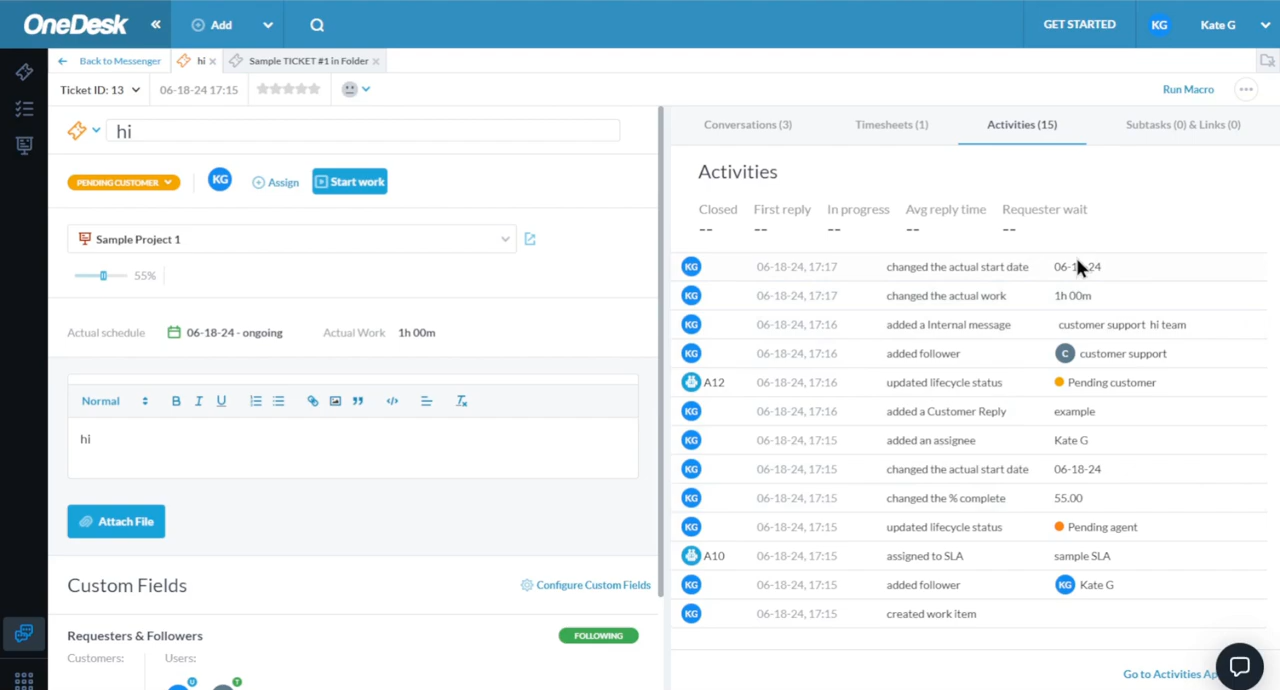 OneDesk « Add GET STARTED KG Kate G
← Back to Messenger hi × Sample TICKET #1 in Folder ×
Ticket ID: 13 06-18-24 17:15 Run Macro
hi
PENDING CUSTOMER KG Assign Start work
Sample Project 1
55%
Actual schedule 06-18-24 - ongoing Actual Work 1h 00m
Normal B I U
hi
Attach File
Custom Fields Configure Custom Fields
Requesters & Followers FOLLOWING
Customers: Users:
U T
Conversations (3) Timesheets (1) Activities (15) Subtasks (0) & Links (0)
Activities
Closed First reply In progress Avg reply time Requester wait
-- -- -- -- --
KG 06-18-24, 17:17 changed the actual start date
KG 06-18-24, 17:17 changed the actual work 1h 00m
KG 06-18-24, 17:16 added a Internal message customer support hi team
KG 06-18-24, 17:16 added follower C customer support
A12 06-18-24, 17:16 updated lifecycle status Pending customer
KG 06-18-24, 17:16 added a Customer Reply example
KG 06-18-24, 17:15 added an assignee Kate G
KG 06-18-24, 17:15 changed the actual start date 06-18-24
KG 06-18-24, 17:15 changed the % complete 55.00
KG 06-18-24, 17:15 updated lifecycle status Pending agent
A10 06-18-24, 17:15 assigned to SLA sample SLA
KG 06-18-24, 17:15 added follower KG Kate G
KG 06-18-24, 17:15 created work item
Go to Activities